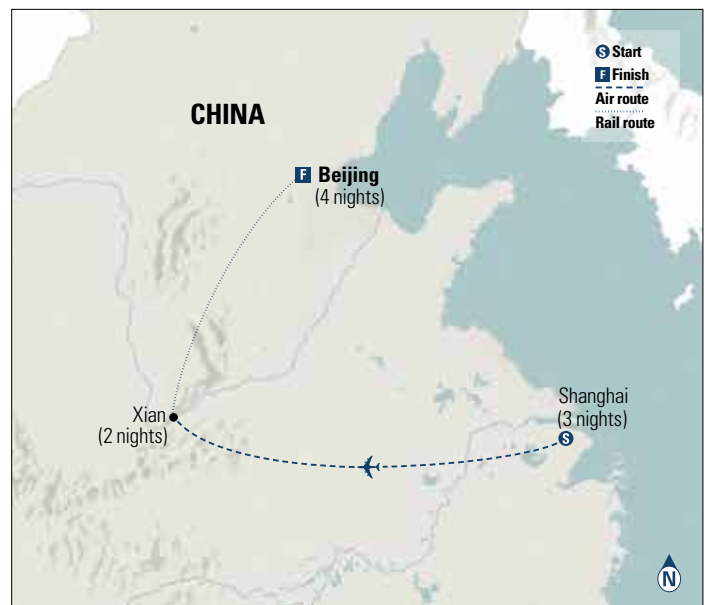 S Start
F Finish
Air route
Rail route
CHINA
F Beijing
(4 nights)
Xian
(2 nights)
Shanghai
(3 nights)
S
N